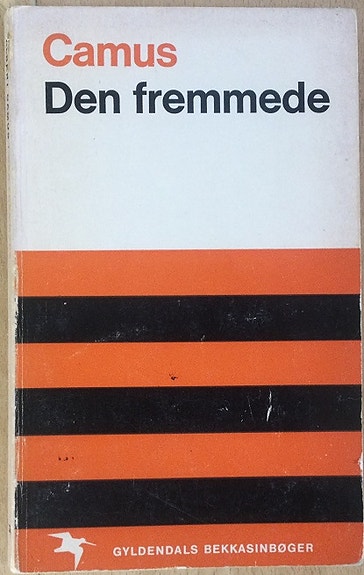 Camus
Den fremmede
GYLDENDALS BEKKASINBØGER